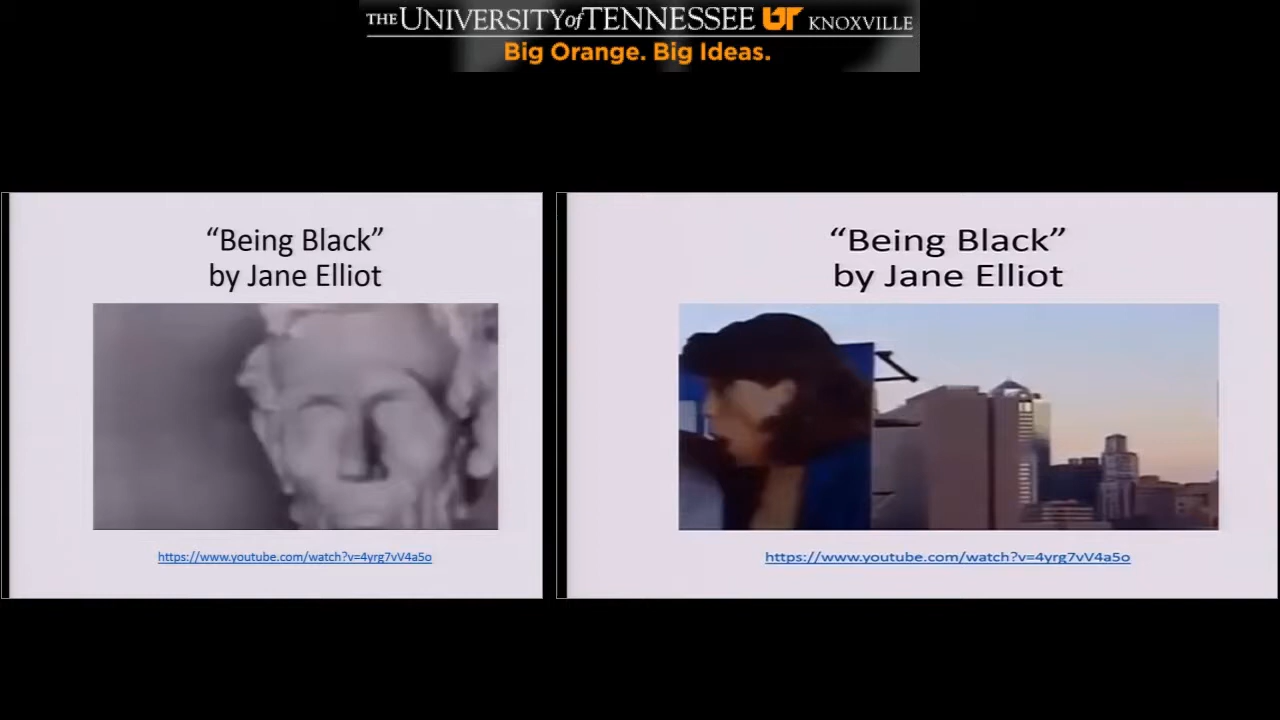 THE UNIVERSITY of TENNESSEE UT KNOXVILLE
Big Orange. Big Ideas.
“Being Black”
by Jane Elliot
https://www.youtube.com/watch?v=4yrg7vV4a5o
“Being Black”
by Jane Elliot
https://www.youtube.com/watch?v=4yrg7vV4a5o